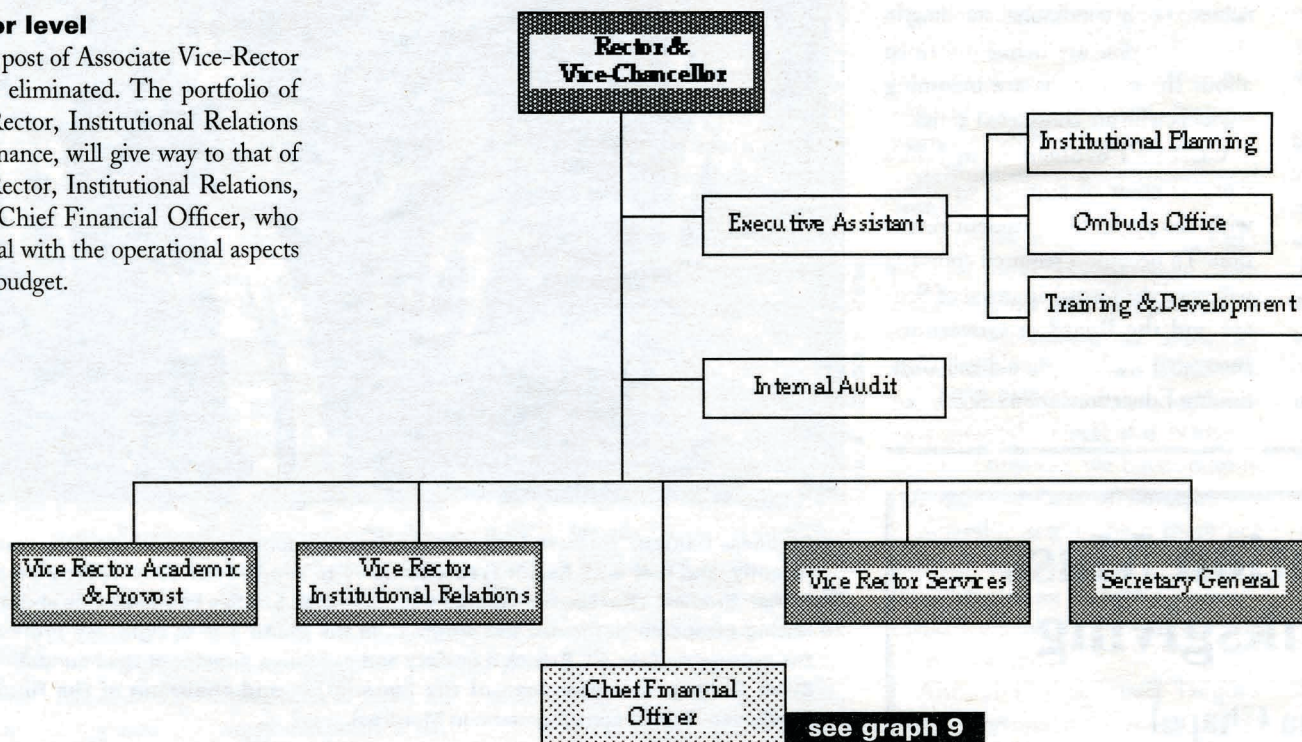 or level
post of Associate Vice-Rector
eliminated. The portfolio of
Rector, Institutional Relations
nance, will give way to that of
Rector, Institutional Relations,
Chief Financial Officer, who
al with the operational aspects
budget.
Rector &
Vice-Chancellor
Institutional Planning
Executive Assistant
Ombuds Office
Training & Development
Internal Audit
Vice Rector Academic
& Provost
Vice Rector
Institutional Relations
Vice Rector Services
Secretary General
Chief Financial
Officer
see graph 9